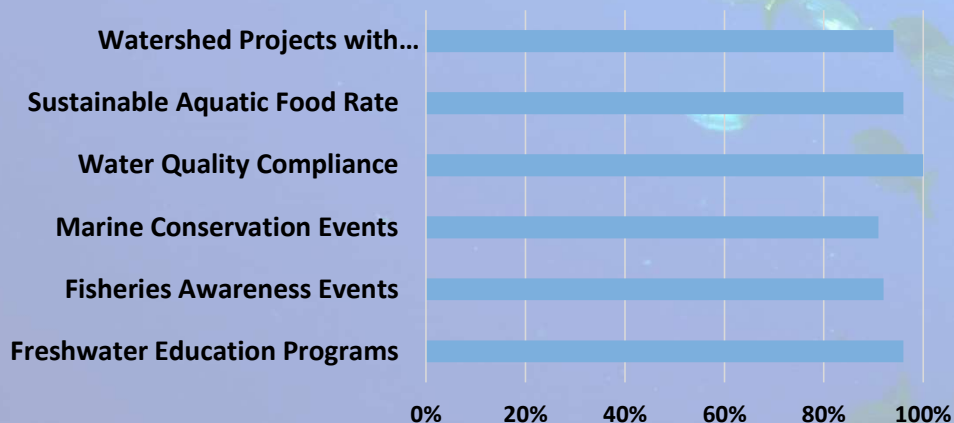 Watershed Projects with…
Sustainable Aquatic Food Rate
Water Quality Compliance
Marine Conservation Events
Fisheries Awareness Events
Freshwater Education Programs
0% 20% 40% 60% 80% 100%